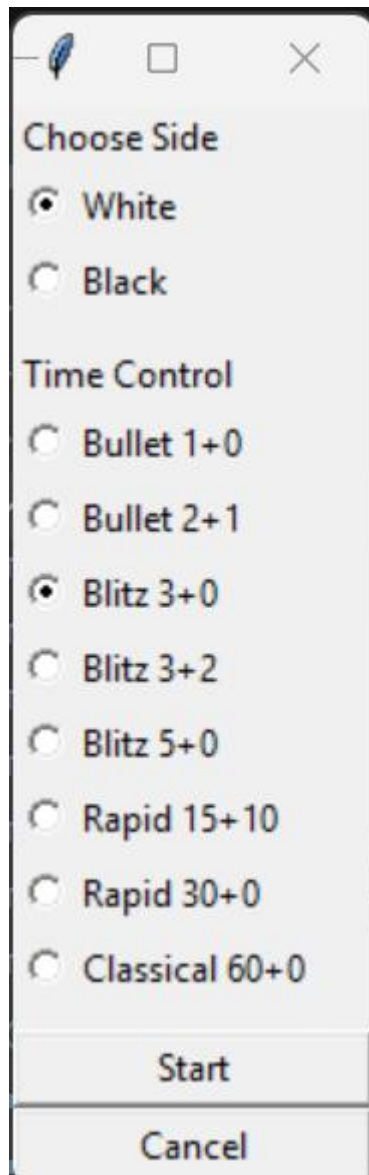 Choose Side
White
Black
Time Control
Bullet 1+0
Bullet 2+1
Blitz 3+0
Blitz 3+2
Blitz 5+0
Rapid 15+10
Rapid 30+0
Classical 60+0
Start
Cancel